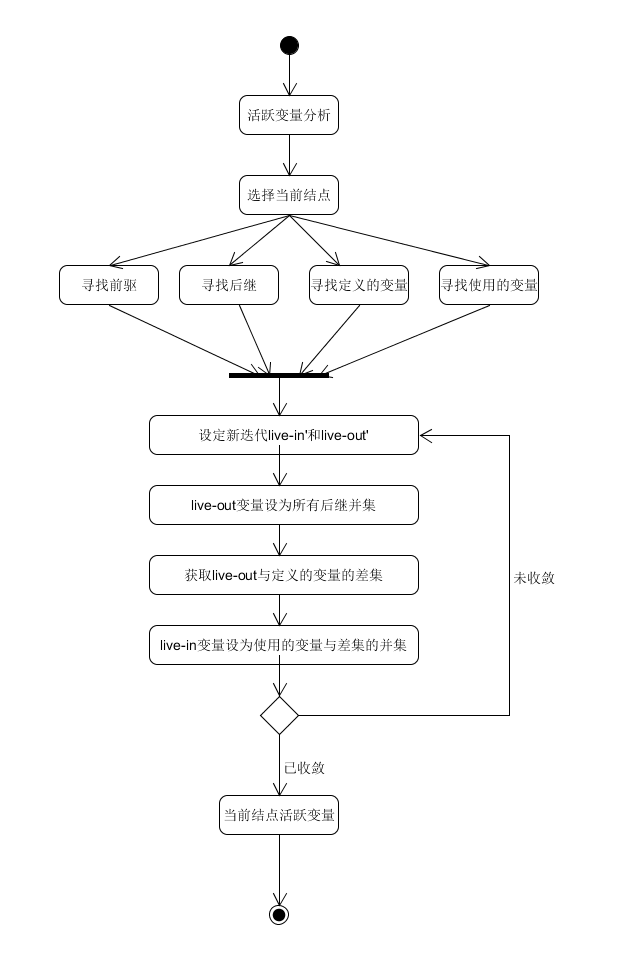 活跃变量分析
选择当前结点
寻找前驱
寻找后继
寻找定义的变量
寻找使用的变量
设定新迭代live-in'和live-out'
live-out变量设为所有后继并集
获取live-out与定义的变量的差集
未收敛
live-in变量设为使用的变量与差集的并集
已收敛
当前结点活跃变量